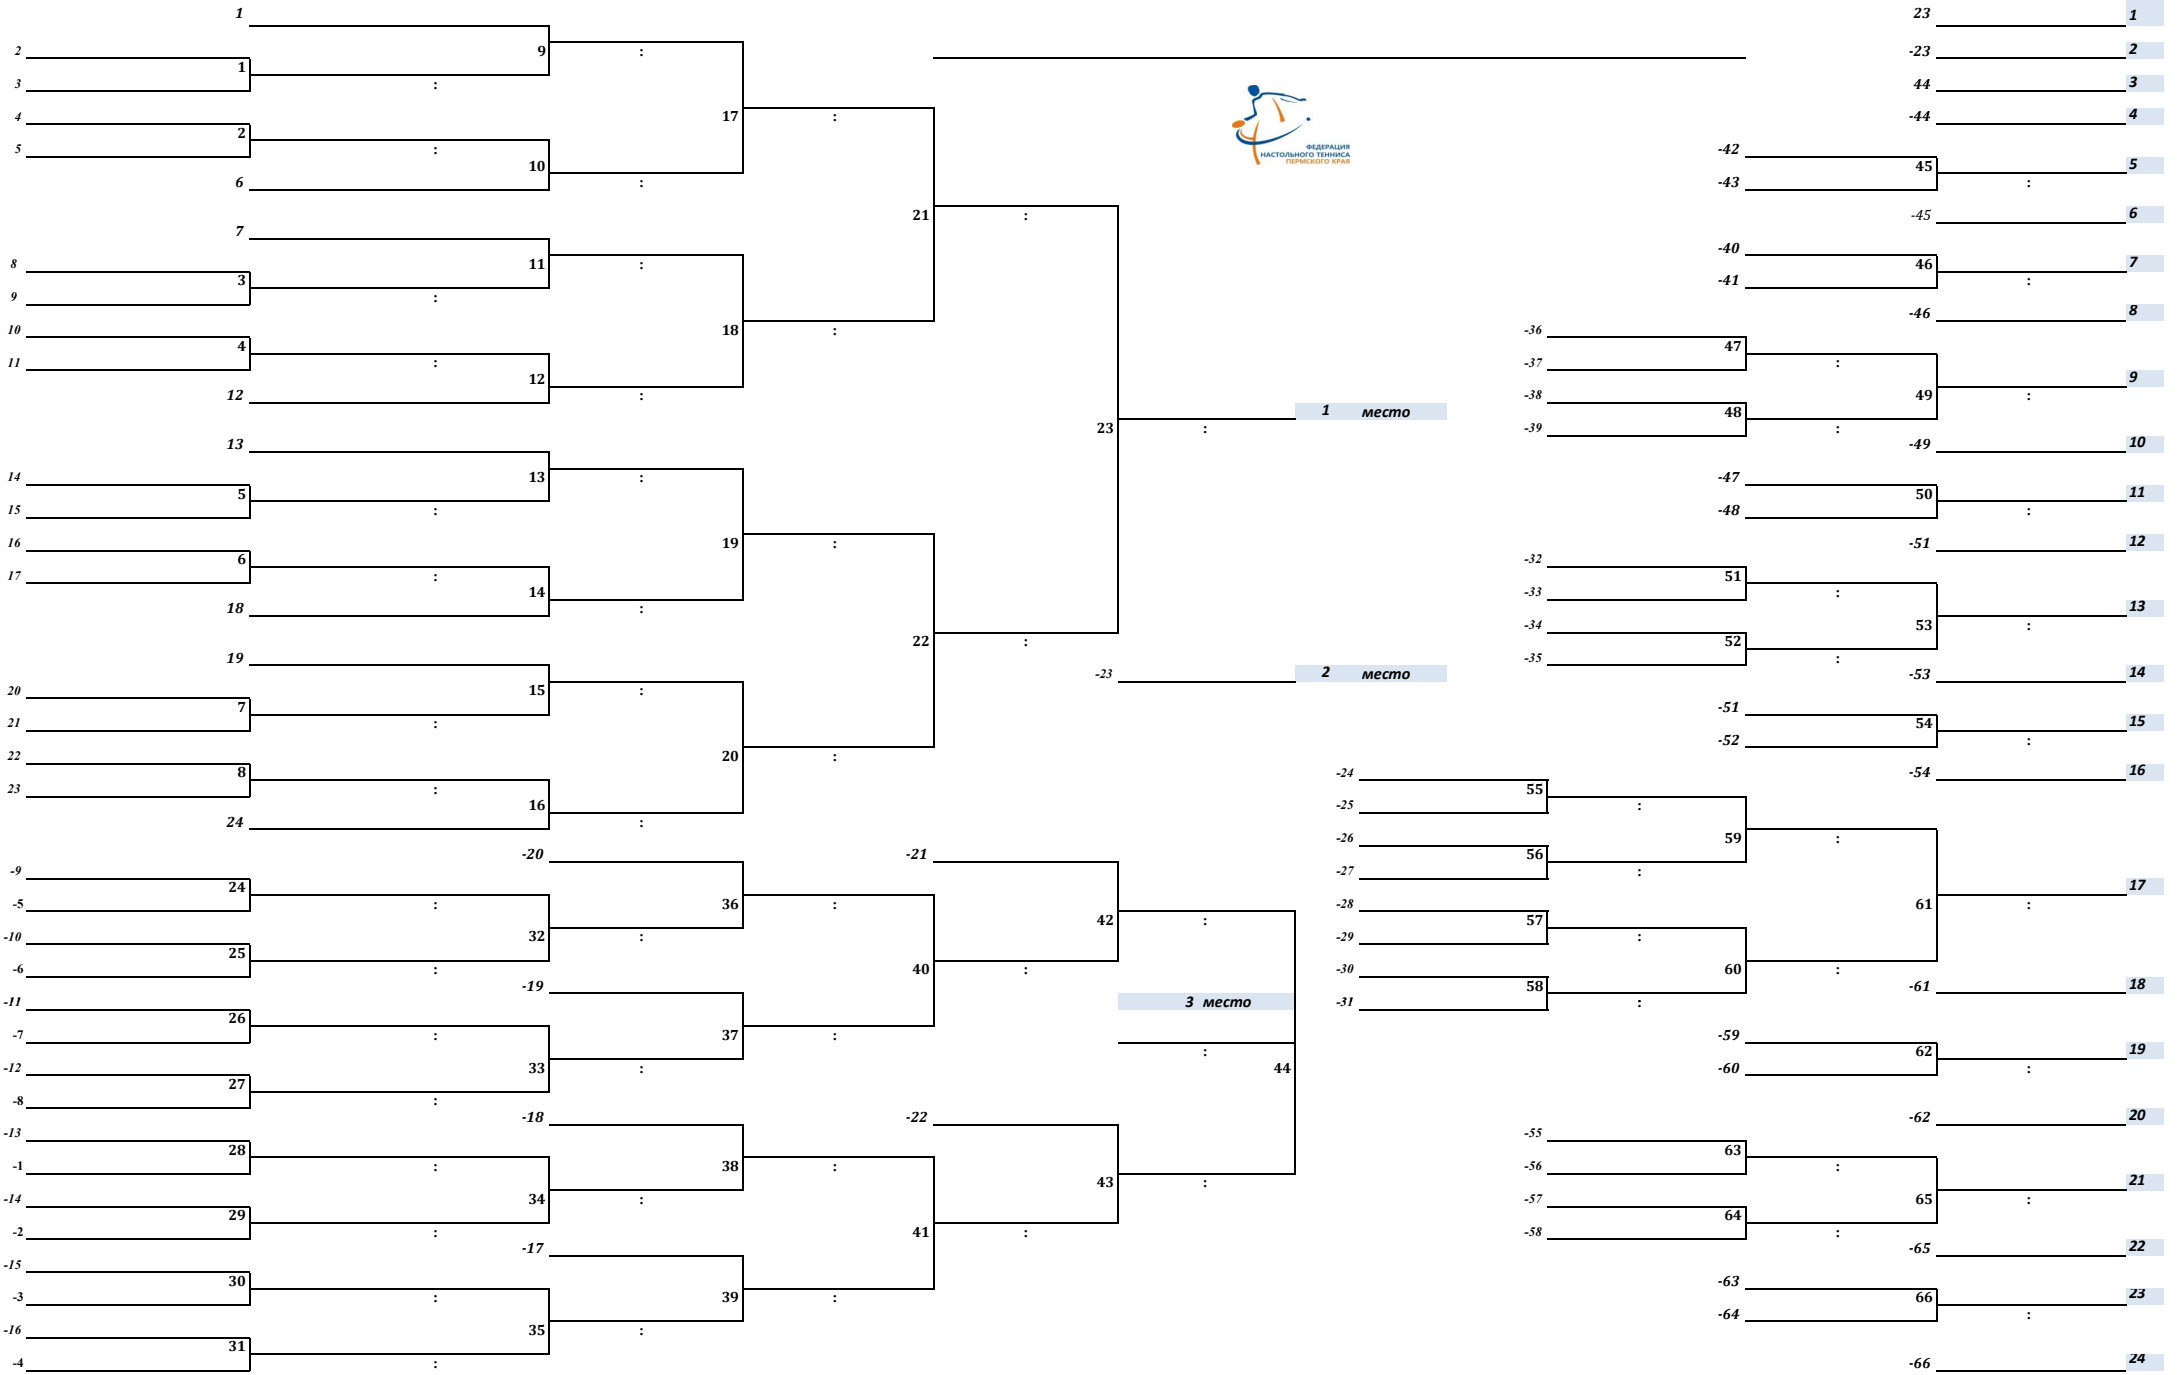 1 23 1
2 9 : -23 2
1
3 : 44 3
4 17 : -44 4
2
5 : -42 5
10 45
6 : -43 :
21 : -45 6
7 -40
8 11 : 46 7
3 -41 :
9 :
10 18 : -46 8
4 -36
11 : 47
12 -37 : 9
12 : -38 49 :
1 место 48
23 : -39 :
13 -49 10
14 13 : -47
5 50 11
15 : -48 :
16 19 : -51 12
6 -32
17 : 51
14 -33 :
18 : -34 53 13
22 : 52 :
19 -35 :
20 15 : -23 2 место -53 14
7 -51
21 : 54 15
22 20 : -52 :
8 -24 -54 16
23 : 55
16 -25 :
24 : -26 59 :
-20 -21 56
-9 -27 :
24 17
-5 : 36 : -28 61 :
42 : 57
-10 32 : -29 :
25
-6 : 40 : -30 60 :
-19 58 -61 18
-11 3 место -31 :
26
-7 : 37 : -59
: 62 19
-12 33 : 44 -60 :
27
-8 :
-18 -22 -62 20
-13 -55
28 63
-1 : 38 : -56 :
43 : 21
-14 34 : -57 65 :
29 64
-2 : 41 : -58 :
-17 -65 22
-15
30 -63
-3 : 39 : 66 23
-16 35 : -64 :
31
-4 : -66 24
ФЕДЕРАЦИЯ
НАСТОЛЬНОГО ТЕННИСА
ПЕРМСКОГО КРАЯ